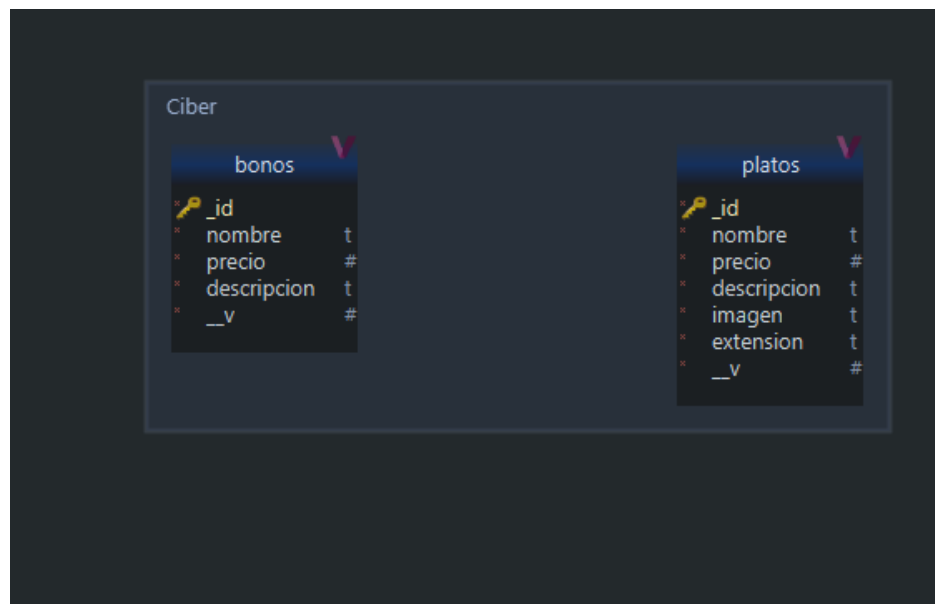 Ciber
bonos
_id
nombre t
precio #
descripcion t
__v #
platos
_id
nombre t
precio #
descripcion t
imagen t
extension t
__v #